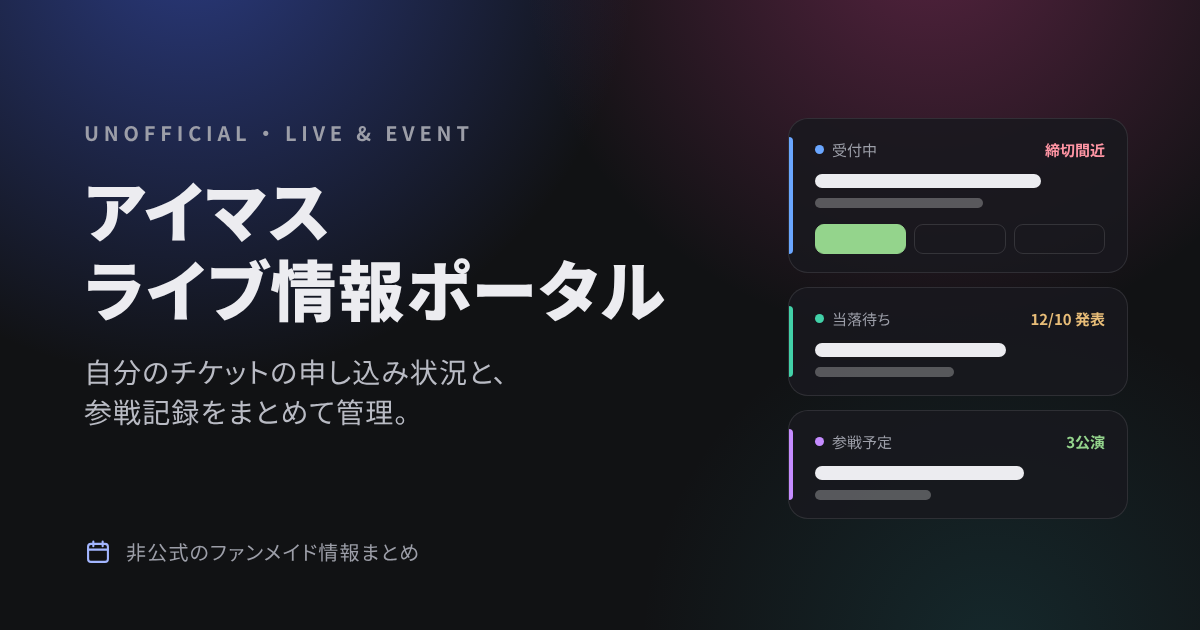 UNOFFICIAL • LIVE & EVENT
アイマス
ライブ情報ポータル
自分のチケットの申し込み状況と、
参戦記録をまとめて管理。
非公式のファンメイド情報まとめ
受付中
締切間近
当落待ち
12/10 発表
参戦予定
3公演